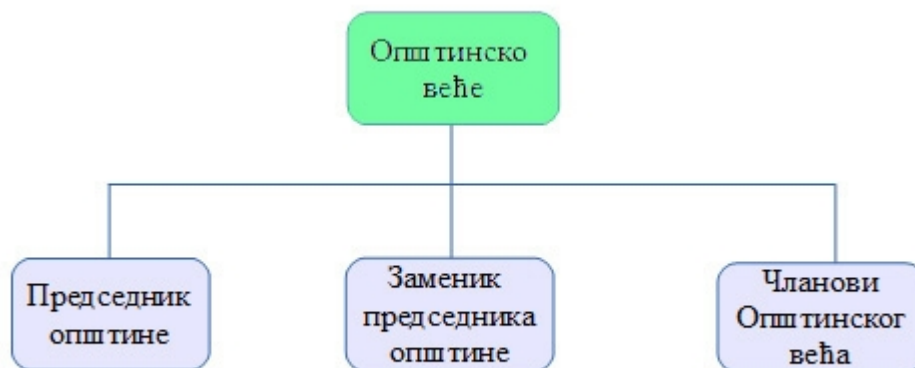 Општинско
веће
Председник
општине
Заменик
председника
општине
Чланови
Општинског
већа